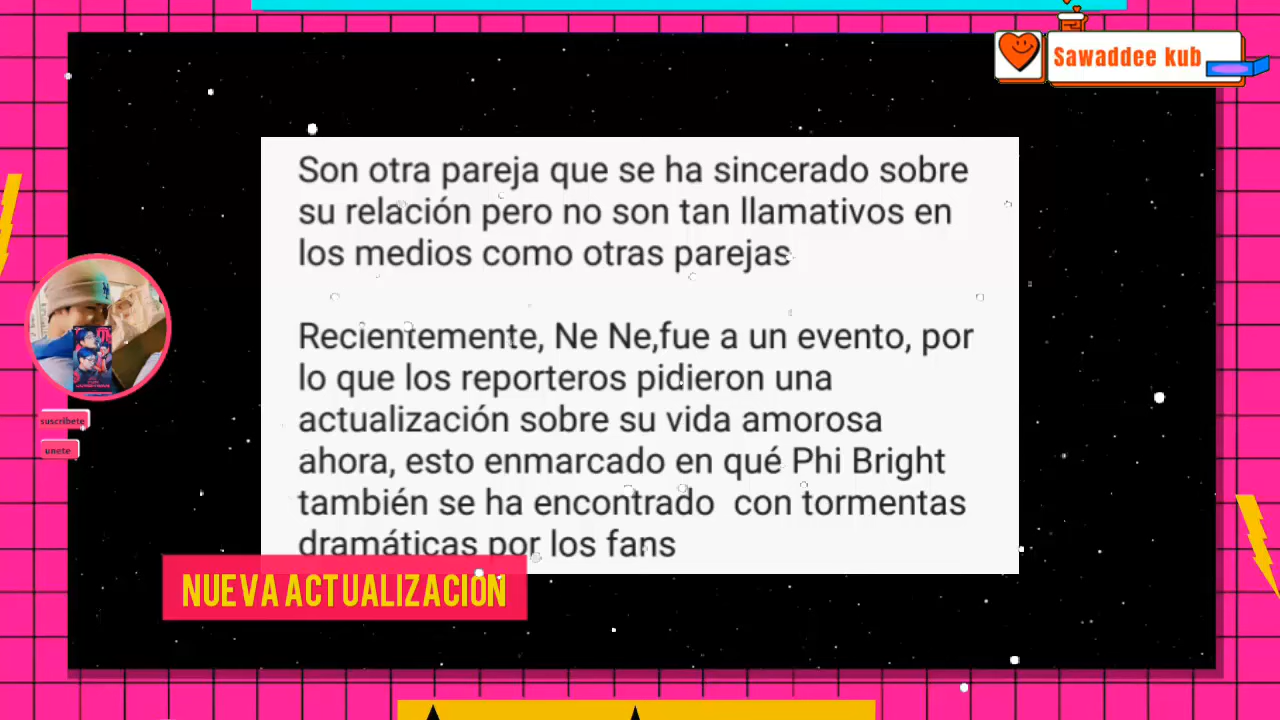 Sawaddee kub
Son otra pareja que se ha sincerado sobre
su relación pero no son tan llamativos en
los medios como otras parejas
Recientemente, Ne Ne,fue a un evento, por
lo que los reporteros pidieron una
actualización sobre su vida amorosa
ahora, esto enmarcado en qué Phi Bright
también se ha encontrado  con tormentas
dramáticas por los fans
suscribete
unete
NUEVA ACTUALIZACIÓN